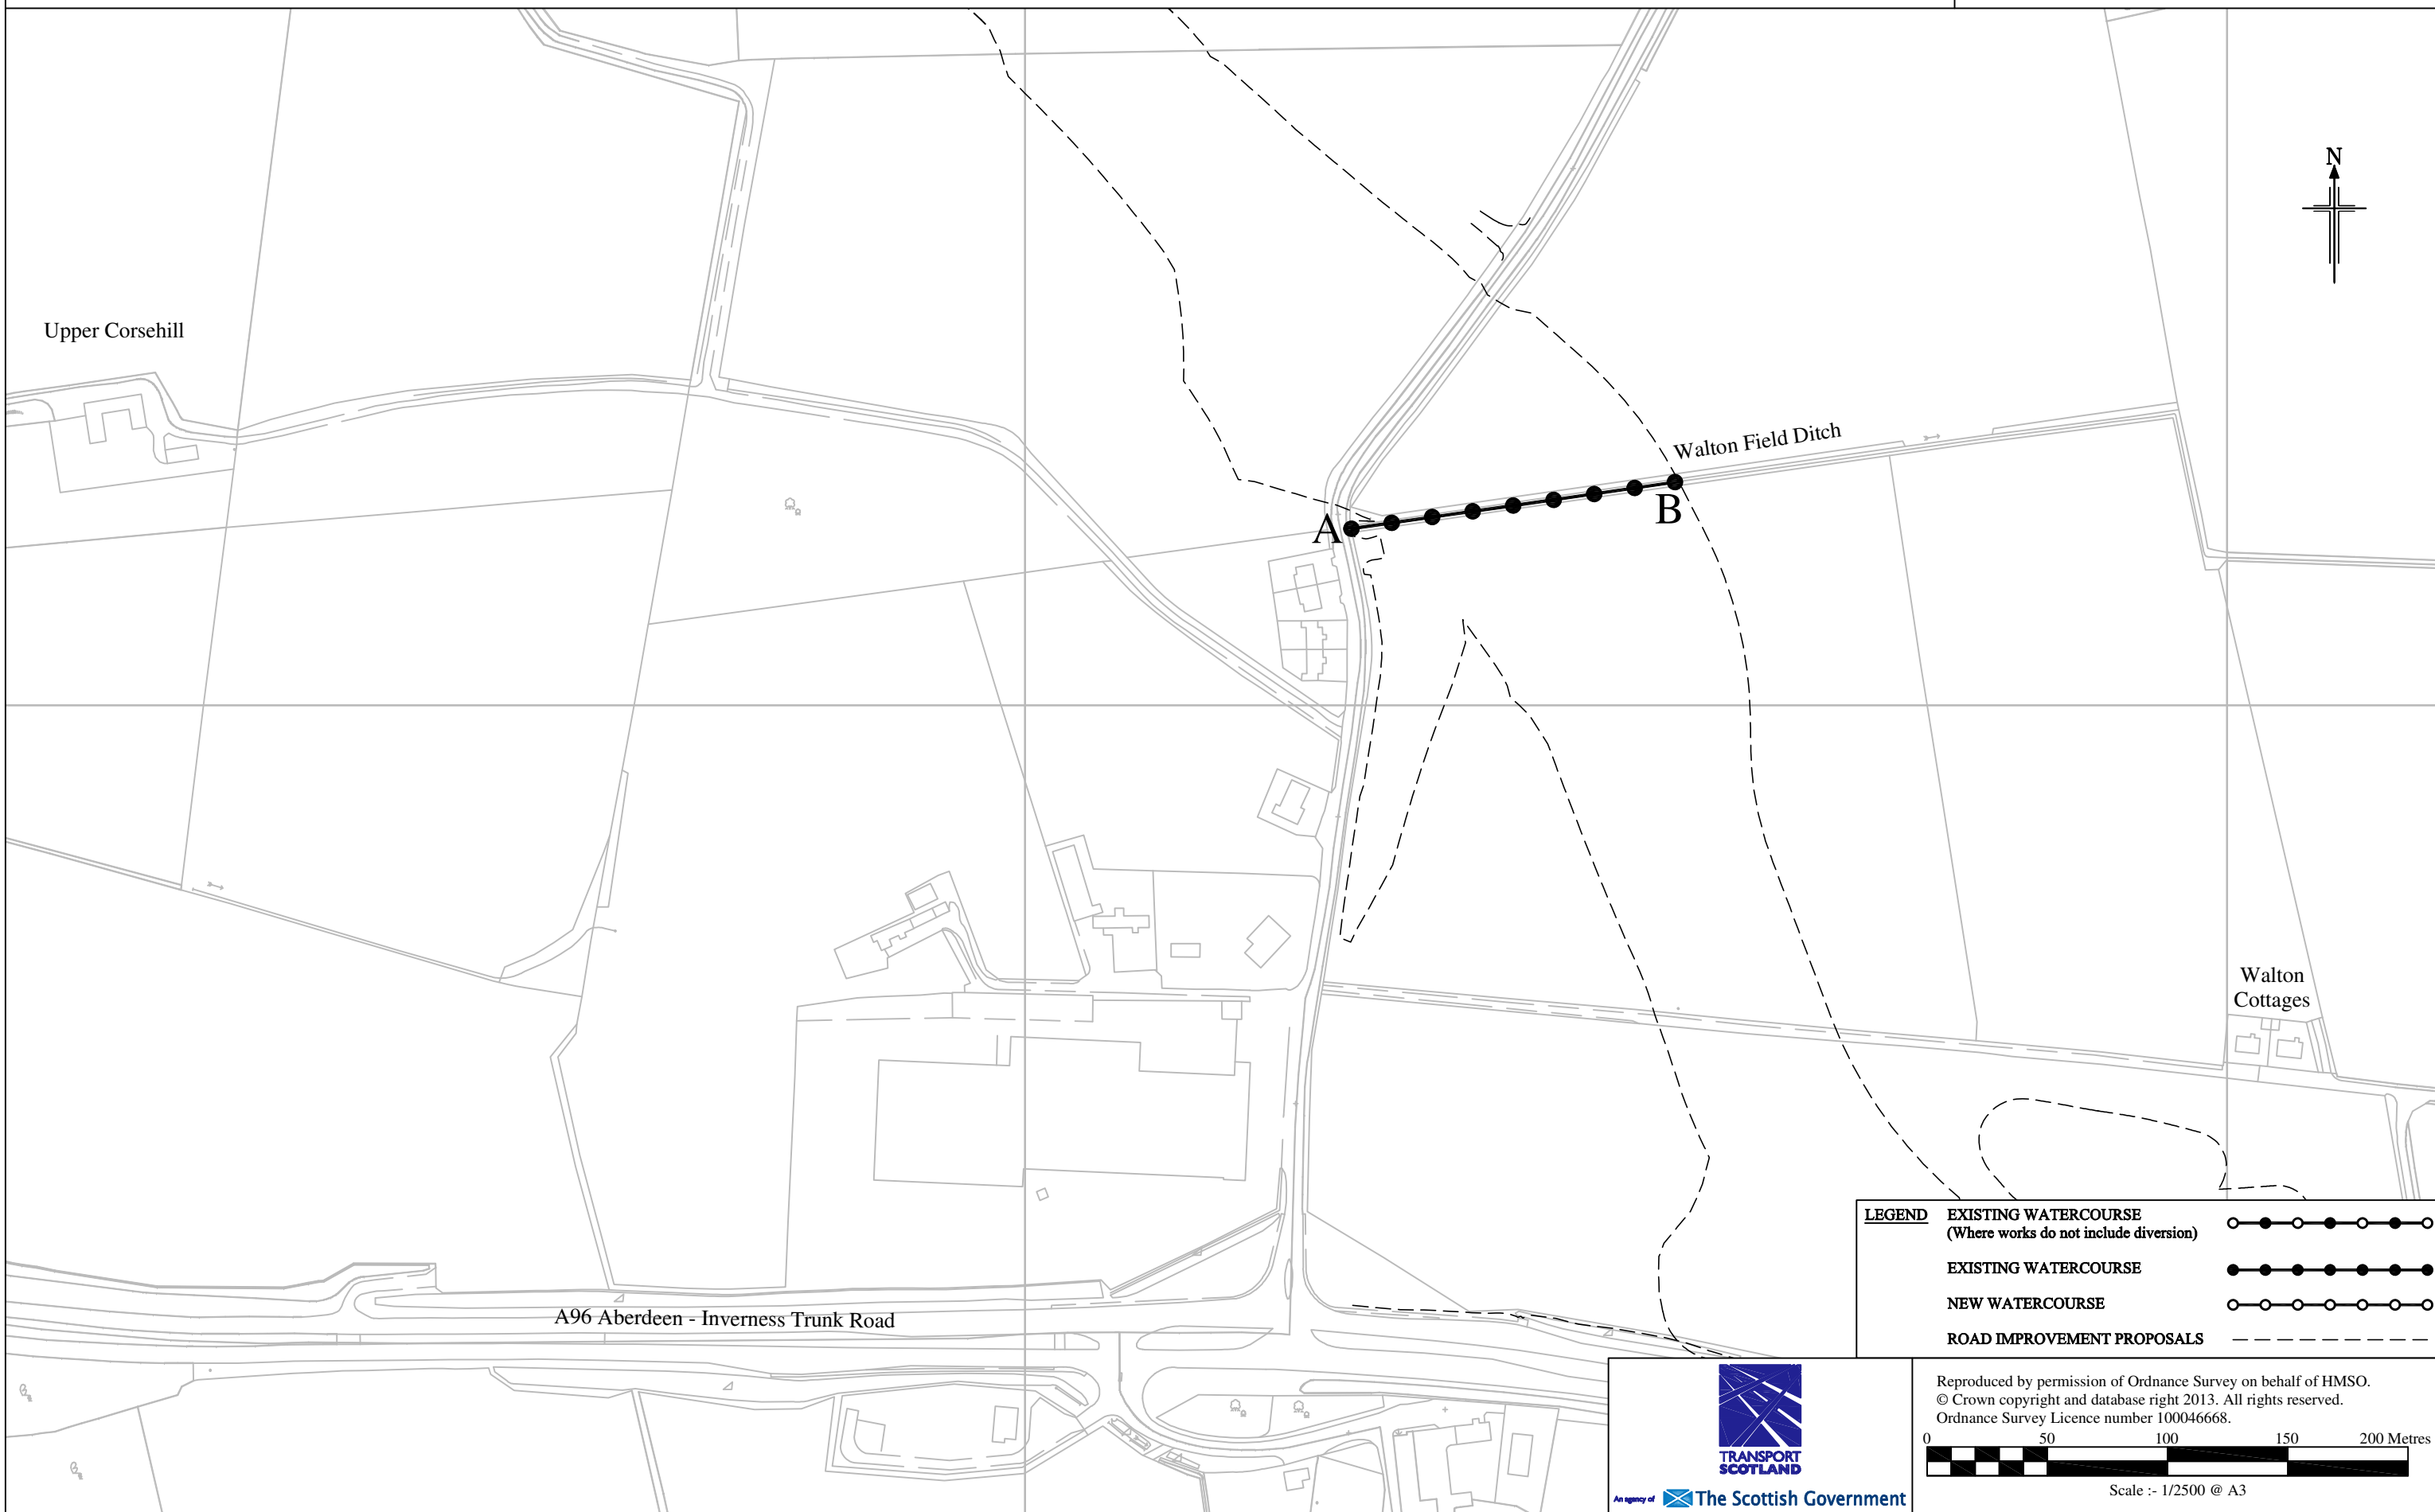 N
Upper Corsehill
Walton Field Ditch
A
B
Walton
Cottages
A96 Aberdeen - Inverness Trunk Road
LEGEND
EXISTING WATERCOURSE
(Where works do not include diversion)
EXISTING WATERCOURSE
NEW WATERCOURSE
ROAD IMPROVEMENT PROPOSALS
TRANSPORT
SCOTLAND
An agency of The Scottish Government
Reproduced by permission of Ordnance Survey on behalf of HMSO.
© Crown copyright and database right 2013. All rights reserved.
Ordnance Survey Licence number 100046668.
0 50 100 150 200 Metres
Scale :- 1/2500 @ A3